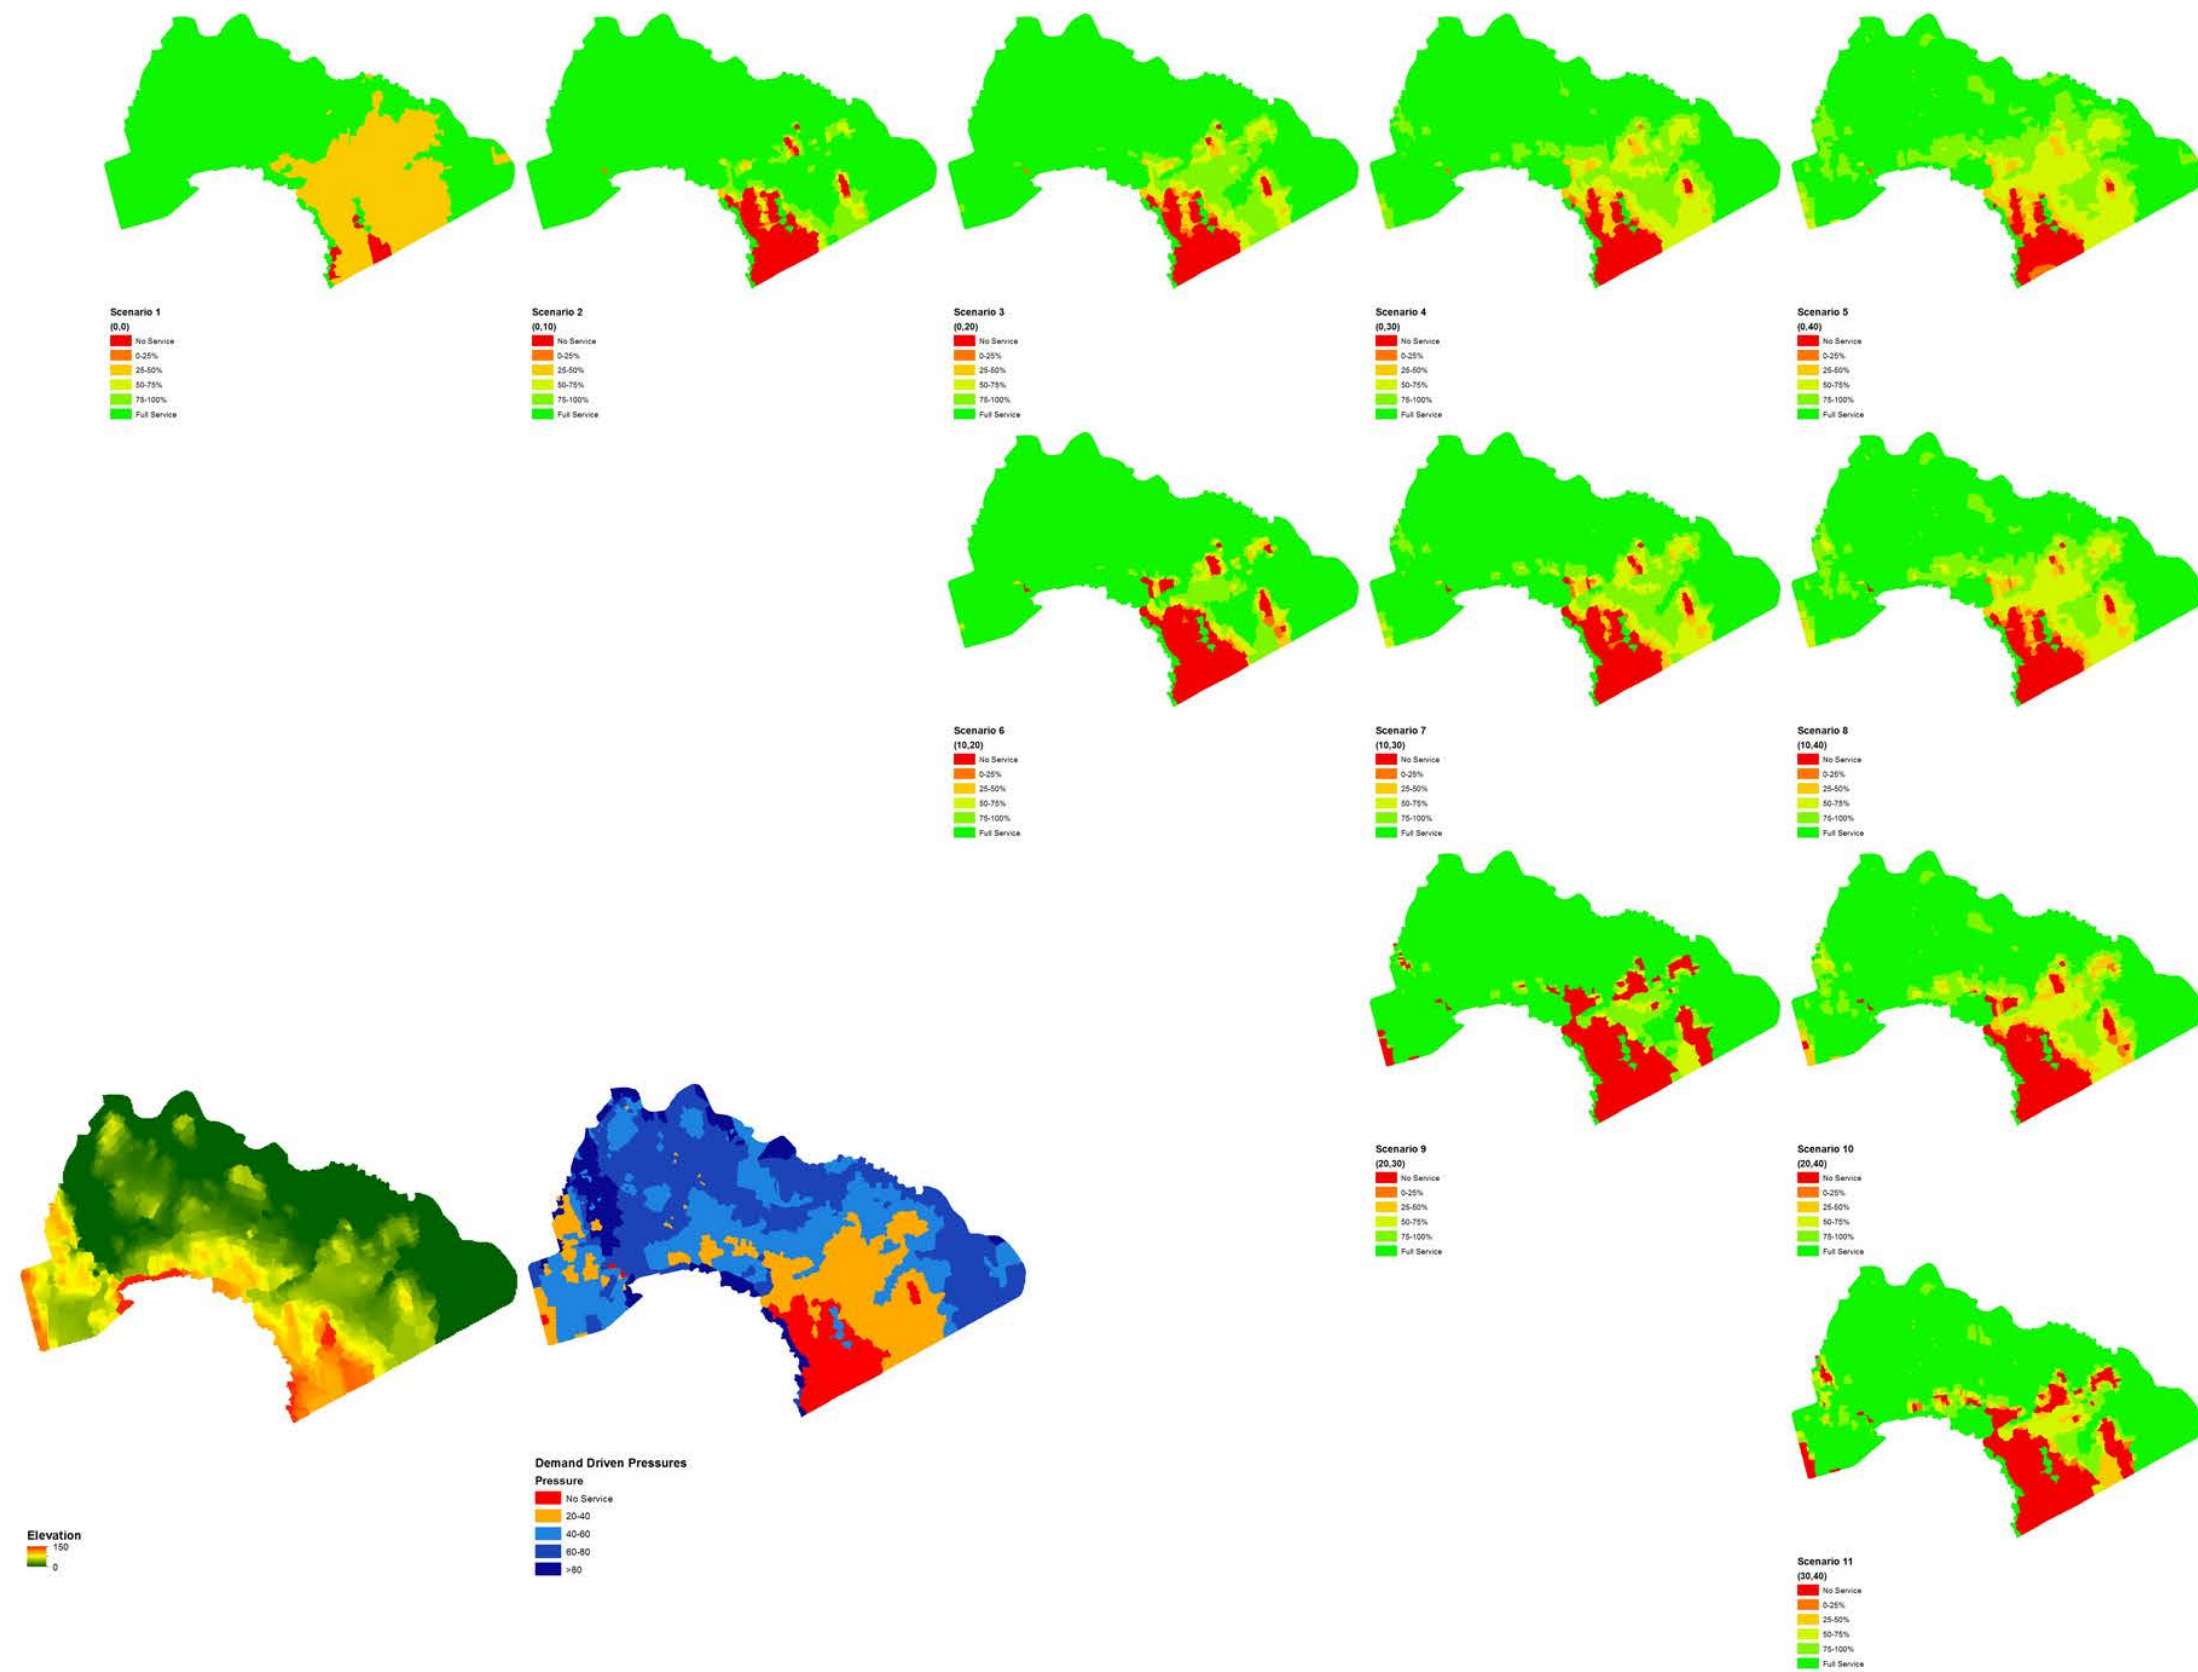 Scenario 1
(0,0)
No Service
0-25%
25-50%
50-75%
75-100%
Full Service
Scenario 2
(0,10)
No Service
0-25%
25-50%
50-75%
75-100%
Full Service
Scenario 3
(0,20)
No Service
0-25%
25-50%
50-75%
75-100%
Full Service
Scenario 4
(0,30)
No Service
0-25%
25-50%
50-75%
75-100%
Full Service
Scenario 5
(0,40)
No Service
0-25%
25-50%
50-75%
75-100%
Full Service
Scenario 6
(10,20)
No Service
0-25%
25-50%
50-75%
75-100%
Full Service
Scenario 7
(10,30)
No Service
0-25%
25-50%
50-75%
75-100%
Full Service
Scenario 8
(10,40)
No Service
0-25%
25-50%
50-75%
75-100%
Full Service
Scenario 9
(20,30)
No Service
0-25%
25-50%
50-75%
75-100%
Full Service
Scenario 10
(20,40)
No Service
0-25%
25-50%
50-75%
75-100%
Full Service
Elevation
150
0
Demand Driven Pressures
Pressure
No Service
20-40
40-60
60-80
>80
Scenario 11
(30,40)
No Service
0-25%
25-50%
50-75%
75-100%
Full Service